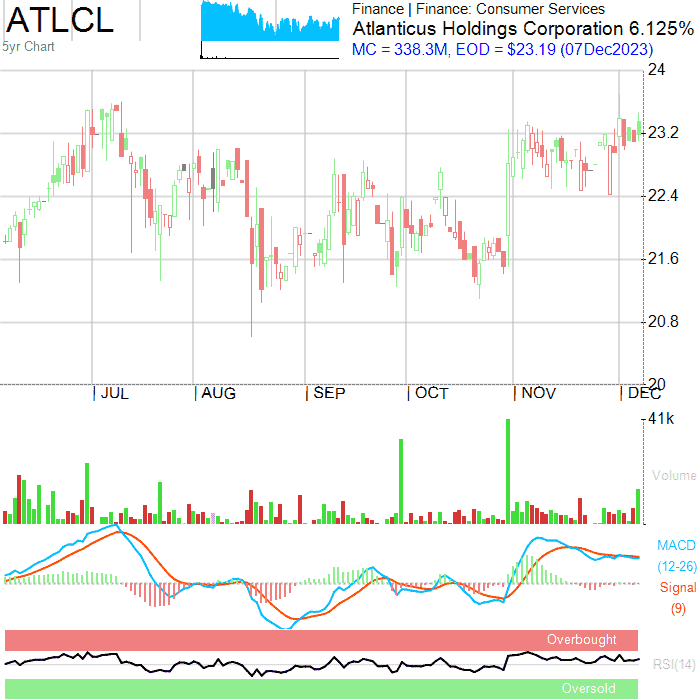 ATLCL
5yr Chart
Finance | Finance: Consumer Services
Atlanticus Holdings Corporation 6.125%
MC = 338.3M, EOD = $23.19 (07Dec2023)
24
23.2
22.4
21.6
20.8
20
JUL AUG SEP OCT NOV DEC
41k
Volume
MACD
(12-26)
Signal
(9)
Overbought
RSI(14)
Oversold